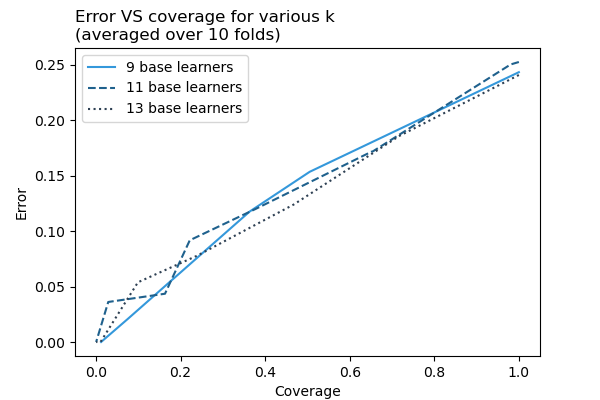 Error VS coverage for various k
(averaged over 10 folds)
9 base learners
11 base learners
13 base learners
0.25
0.20
0.15
0.10
0.05
0.00
Error
0.0 0.2 0.4 0.6 0.8 1.0
Coverage